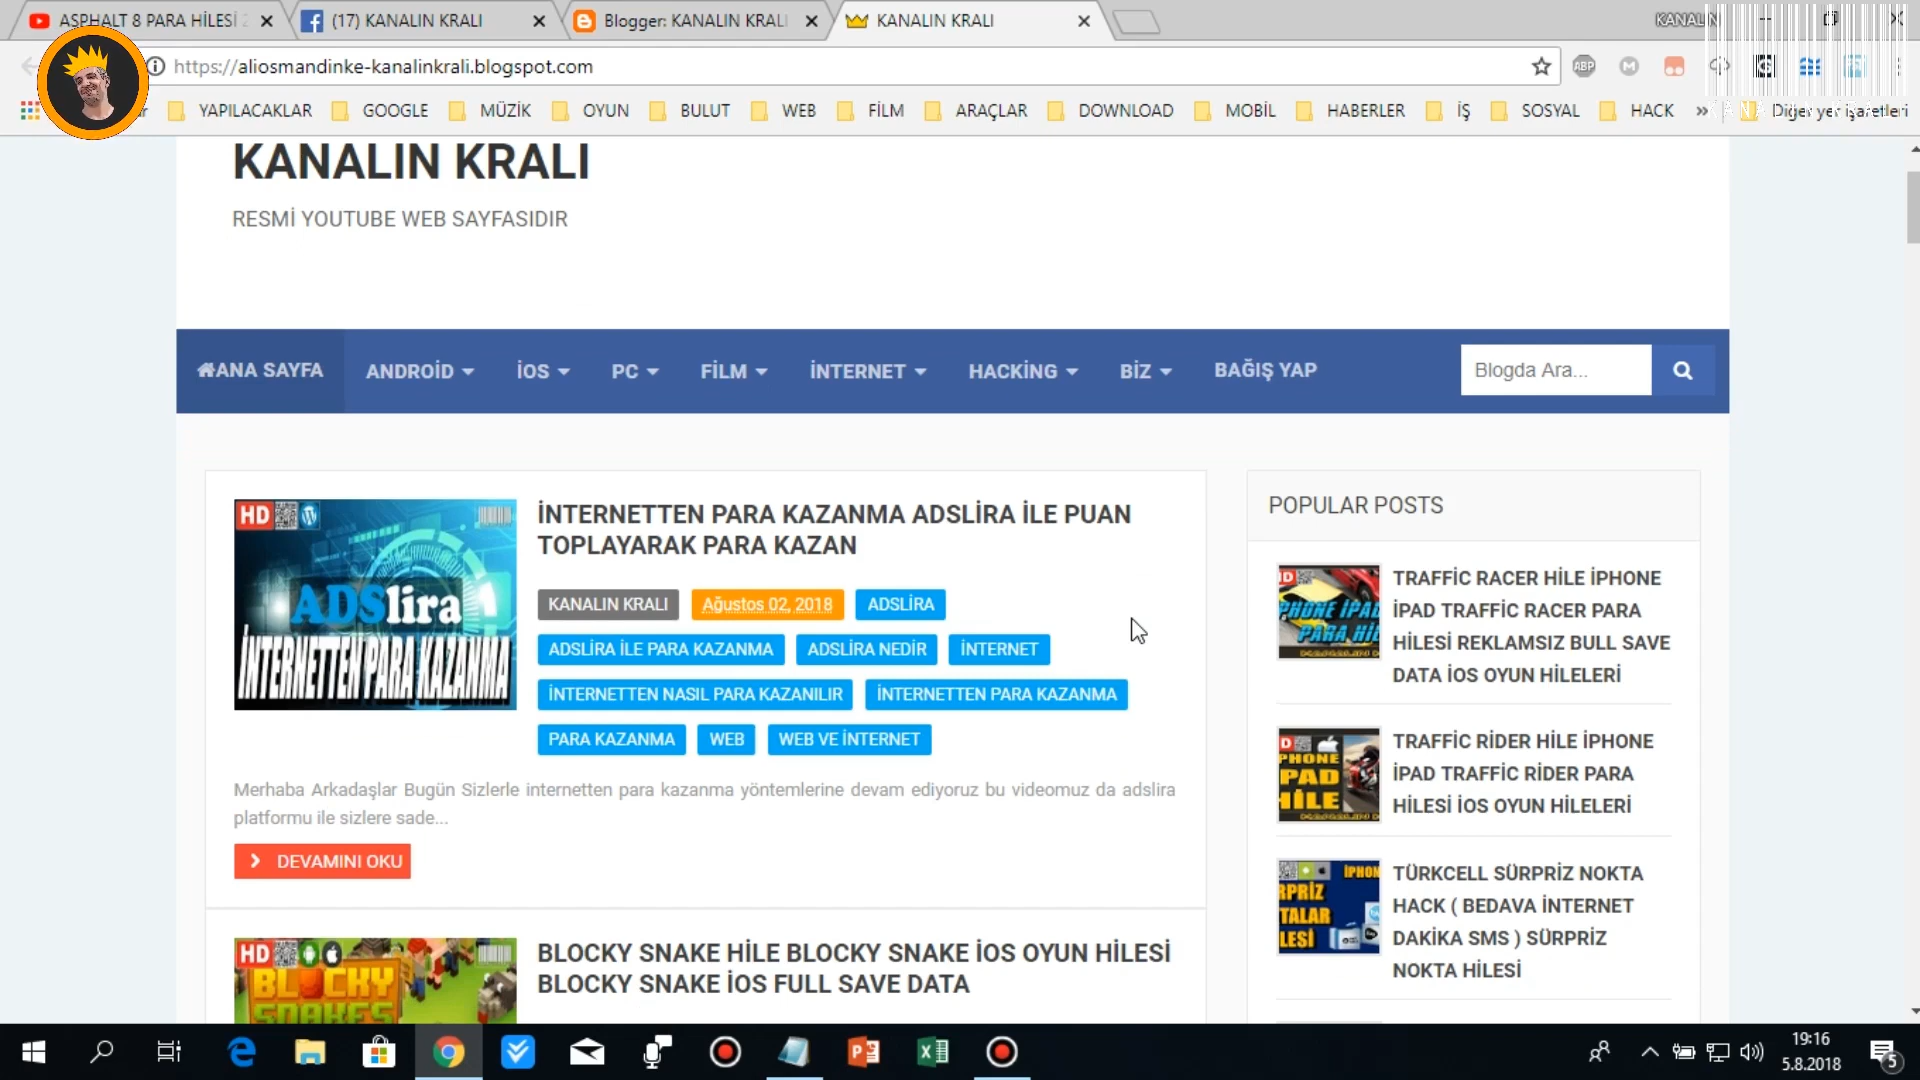 ASPHALT 8 PARA HİLESİ 2
(17) KANALIN KRALI
Blogger: KANALIN KRALI
KANALIN KRALI
KANALIN
https://aliosmandinke-kanalinkrali.blogspot.com
ABP
YAPILACAKLAR
GOOGLE
MÜZİK
OYUN
BULUT
WEB
FİLM
ARAÇLAR
DOWNLOAD
MOBİL
HABERLER
İŞ
SOSYAL
HACK
»
Diğer yer işaretleri
KANALIN KRALI
RESMİ YOUTUBE WEB SAYFASIDIR
ANA SAYFA
ANDROİD
İOS
PC
FİLM
İNTERNET
HACKİNG
BİZ
BAĞIŞ YAP
Blogda Ara...
HD
ADSlira
İNTERNETTEN PARA KAZANMA
İNTERNETTEN PARA KAZANMA ADSLİRA İLE PUAN
TOPLAYARAK PARA KAZAN
KANALIN KRALI
Ağustos 02, 2018
ADSLİRA
ADSLİRA İLE PARA KAZANMA
ADSLİRA NEDİR
İNTERNET
İNTERNETTEN NASIL PARA KAZANILIR
İNTERNETTEN PARA KAZANMA
PARA KAZANMA
WEB
WEB VE İNTERNET
Merhaba Arkadaşlar Bugün Sizlerle internetten para kazanma yöntemlerine devam ediyoruz bu videomuz da adslira
platformu ile sizlere sade...
DEVAMINI OKU
HD
BLOCKY
SNAKES
BLOCKY SNAKE HİLE BLOCKY SNAKE İOS OYUN HİLESİ
BLOCKY SNAKE İOS FULL SAVE DATA
POPULAR POSTS
TRAFFİC RACER HİLE İPHONE
İPAD TRAFFİC RACER PARA
HİLESİ REKLAMSIZ BULL SAVE
DATA İOS OYUN HİLELERİ
TRAFFİC RİDER HİLE İPHONE
İPAD TRAFFİC RİDER PARA
HİLESİ İOS OYUN HİLELERİ
TÜRKCELL SÜRPRİZ NOKTA
HACK ( BEDAVA İNTERNET
DAKİKA SMS ) SÜRPRİZ
NOKTA HİLESİ
19:16
5.8.2018
5